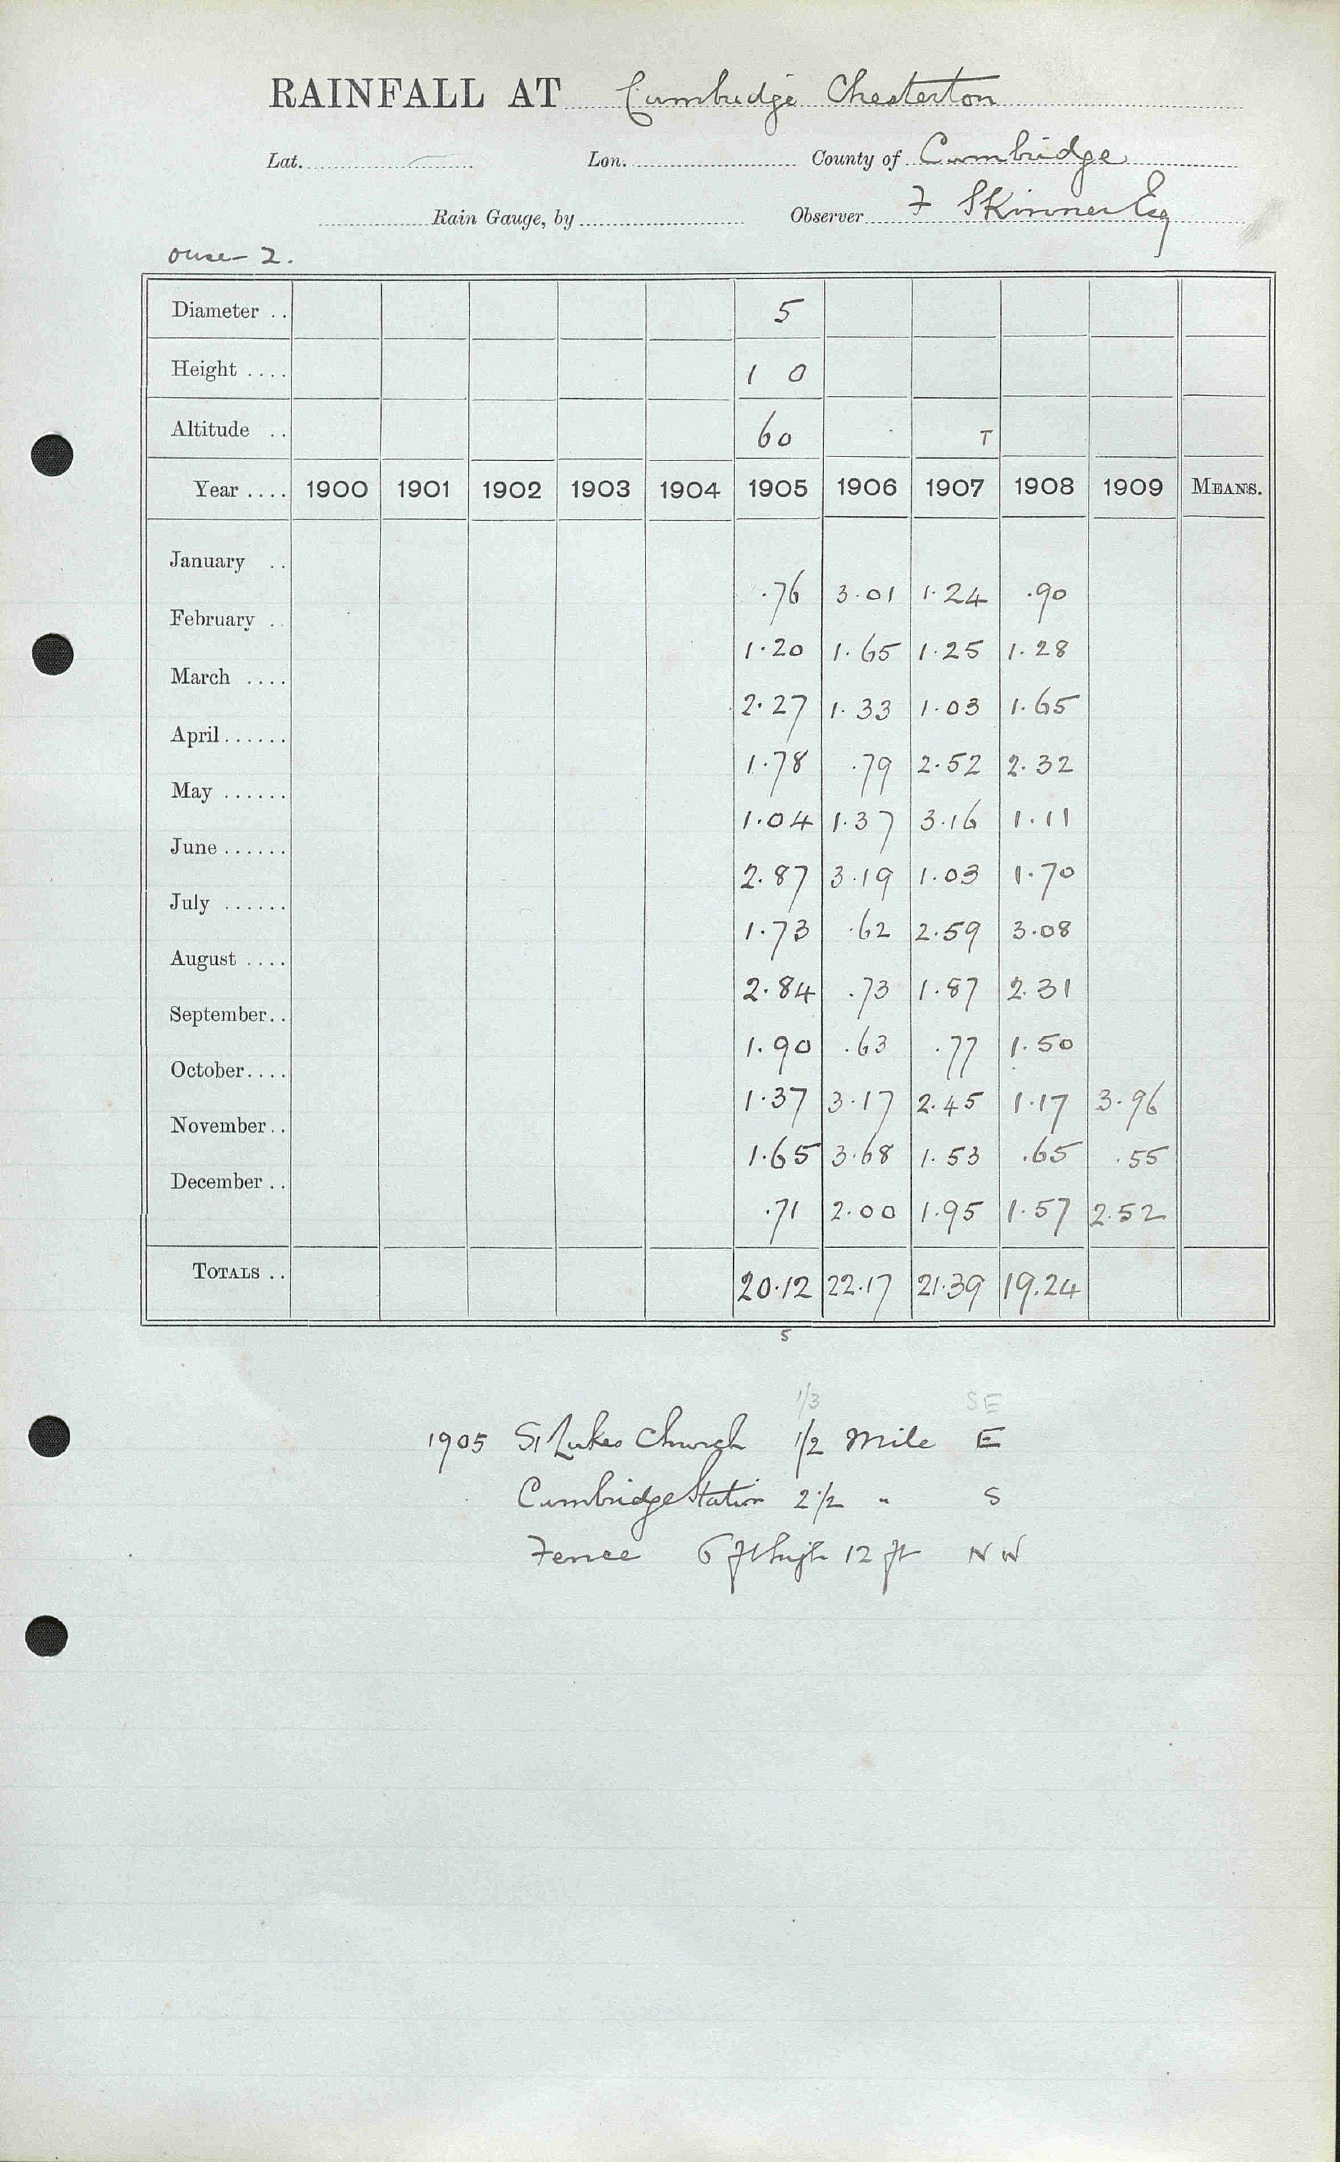 RAINFALL AT Cambridge Chesterton
Lat. Lon. County of Cambridge
Rain Gauge, by Observer F Skinner Esq
Ouse - 2.
Diameter .. 5
Height .... 1 0
Altitude .. 60 T
Year .... 1900 1901 1902 1903 1904 1905 1906 1907 1908 1909 MEANS.
January .. .76 3.01 1.24 .90
February .. 1.20 1.65 1.25 1.28
March .... 2.27 1.33 1.03 1.65
April ...... 1.78 .79 2.52 2.32
May ...... 1.04 1.37 3.16 1.11
June ...... 2.87 3.19 1.03 1.70
July ...... 1.73 .62 2.59 3.08
August .... 2.84 .73 1.87 2.31
September.. 1.90 .63 .77 1.50
October.... 1.37 3.17 2.45 1.17 3.96
November.. 1.65 3.68 1.53 .65 .55
December .. .71 2.00 1.95 1.57 2.52
TOTALS .. 20.12 22.17 21.39 19.24
5
1/3 SE
1905 St Lukes Church 1/2 Mile E
Cambridge Station 2 1/2 " S
Fence 6 ft high 12 ft NW